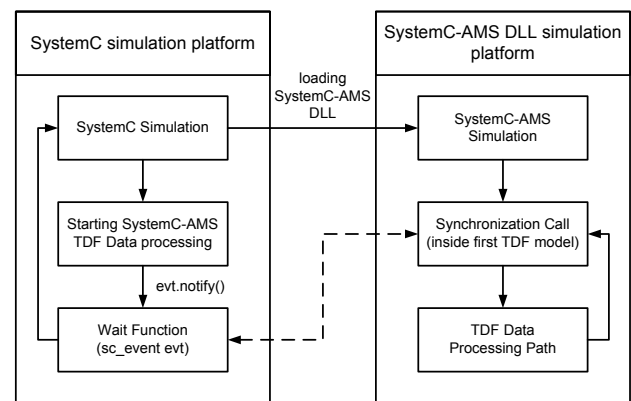 SystemC simulation platform
SystemC-AMS DLL simulation
platform
loading
SystemC-AMS
DLL
SystemC Simulation
SystemC-AMS
Simulation
Starting SystemC-AMS
TDF Data processing
Synchronization Call
(inside first TDF model)
evt.notify()
Wait Function
(sc_event evt)
TDF Data
Processing Path